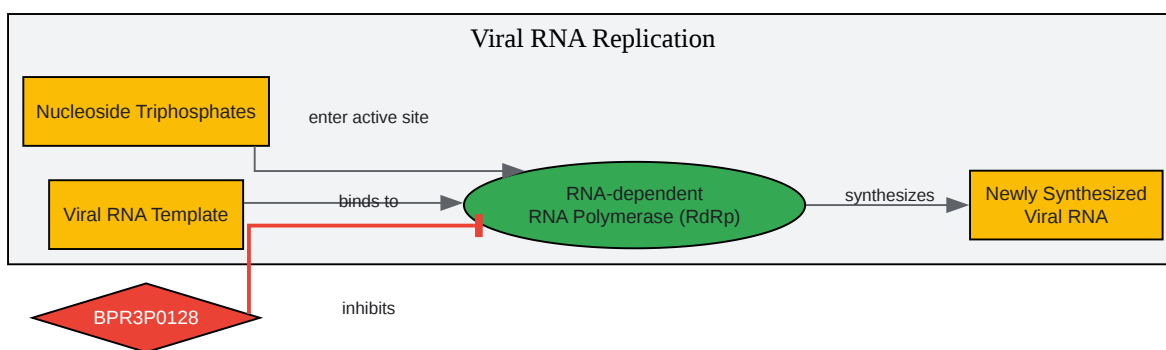 Viral RNA Replication
Nucleoside Triphosphates
enter active site
Viral RNA Template
binds to
RNA-dependent
RNA Polymerase (RdRp)
synthesizes
Newly Synthesized
Viral RNA
BPR3P0128
inhibits